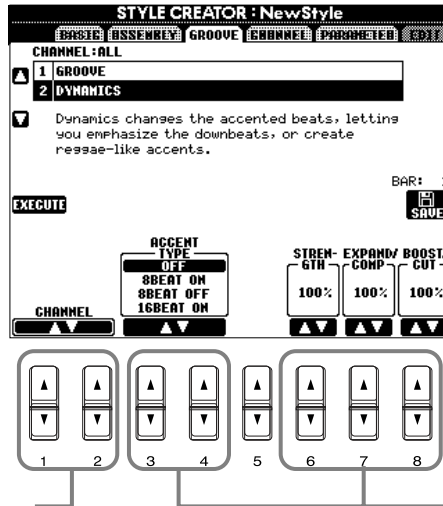 STYLE CREATOR : NewStyle
BASIC ASSEMBLY GROOVE CHANNEL PARAMETER EDIT
CHANNEL:ALL
1 GROOVE
2 DYNAMICS
Dynamics changes the accented beats, letting
you emphasize the downbeats, or create
reggae-like accents.
BAR:
EXECUTE
SAVE
ACCENT
TYPE
OFF
8BEAT ON
8BEAT OFF
16BEAT ON
STREN-
GTH
100%
EXPAND/
COMP
100%
BOOST/
CUT
100%
CHANNEL
1 2 3 4 5 6 7 8